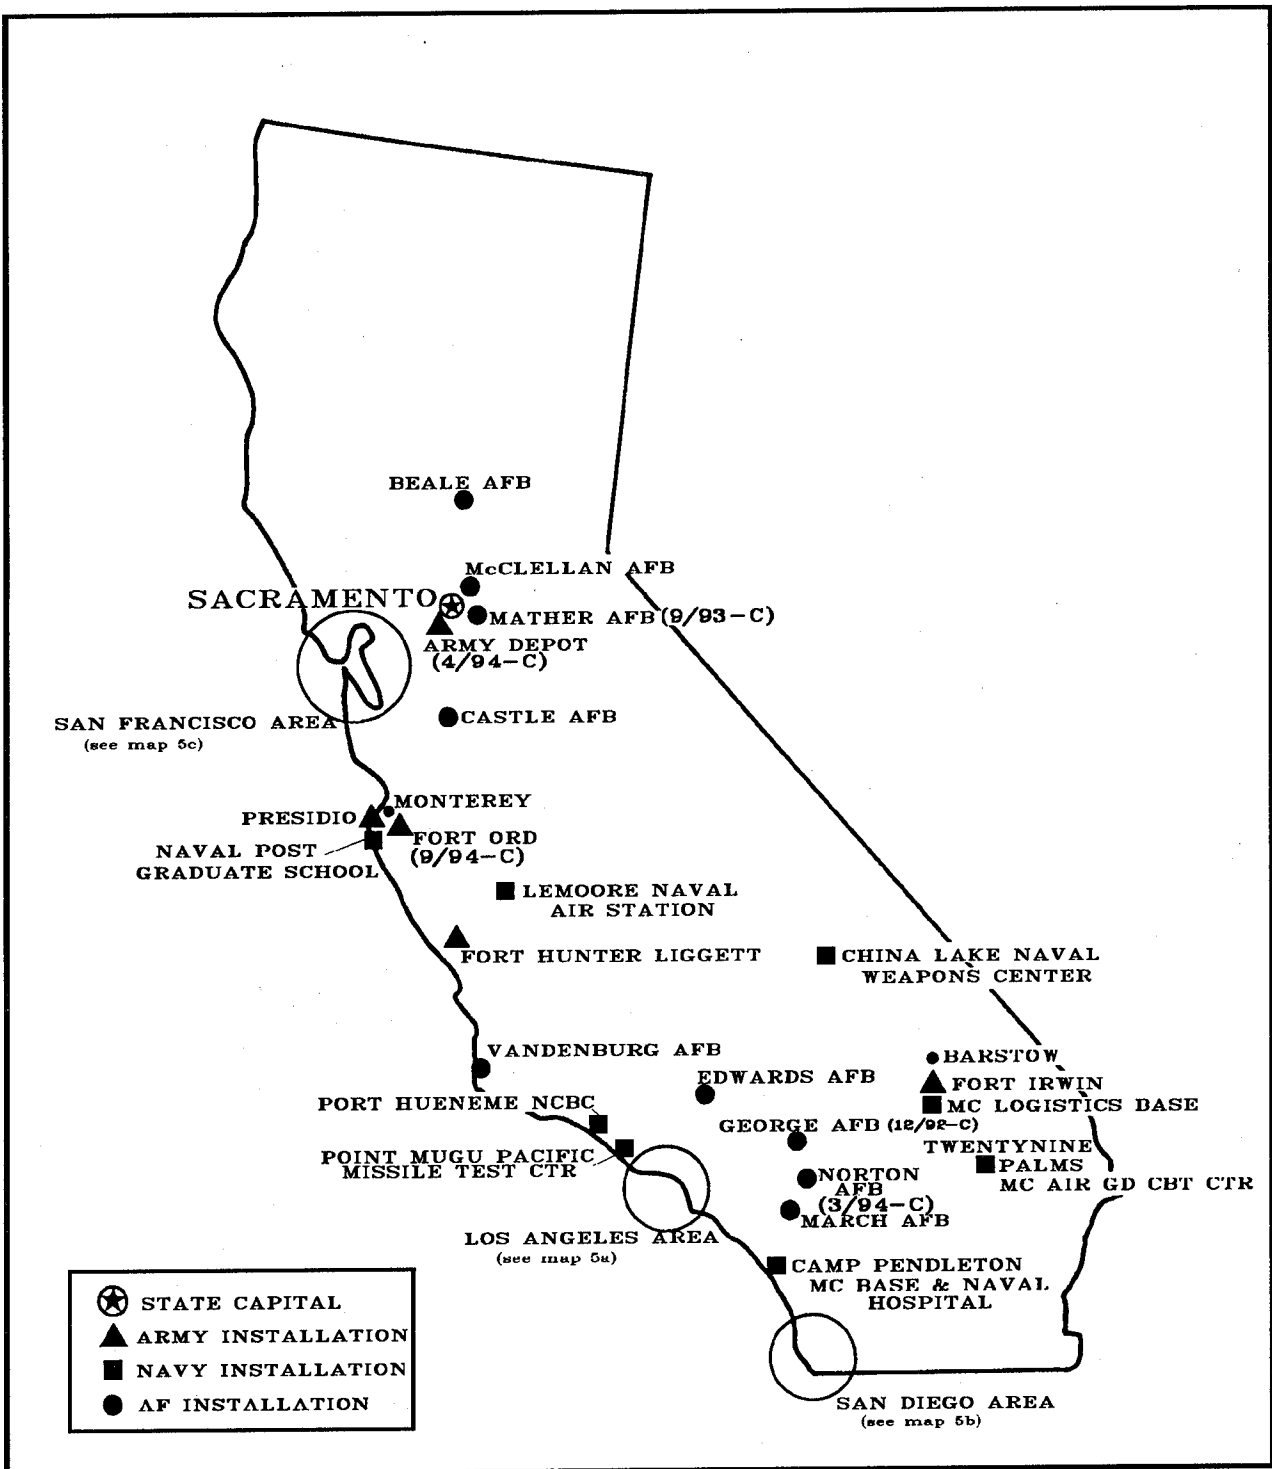 BEALE AFB
McCLELLAN AFB
SACRAMENTO
MATHER AFB (9/93-C)
ARMY DEPOT
(4/94-C)
SAN FRANCISCO AREA
(see map 5c)
CASTLE AFB
MONTEREY
PRESIDIO
FORT ORD
(9/94-C)
NAVAL POST
GRADUATE SCHOOL
LEMOORE NAVAL
AIR STATION
FORT HUNTER LIGGETT
CHINA LAKE NAVAL
WEAPONS CENTER
VANDENBURG AFB
BARSTOW
EDWARDS AFB
FORT IRWIN
PORT HUENEME NCBC
MC LOGISTICS BASE
GEORGE AFB (12/92-C)
TWENTYNINE
PALMS
MC AIR GD CBT CTR
POINT MUGU PACIFIC
MISSILE TEST CTR
NORTON
AFB
(3/94-C)
MARCH AFB
LOS ANGELES AREA
(see map 5a)
CAMP PENDLETON
MC BASE & NAVAL
HOSPITAL
STATE CAPITAL
ARMY INSTALLATION
NAVY INSTALLATION
AF INSTALLATION
SAN DIEGO AREA
(see map 5b)